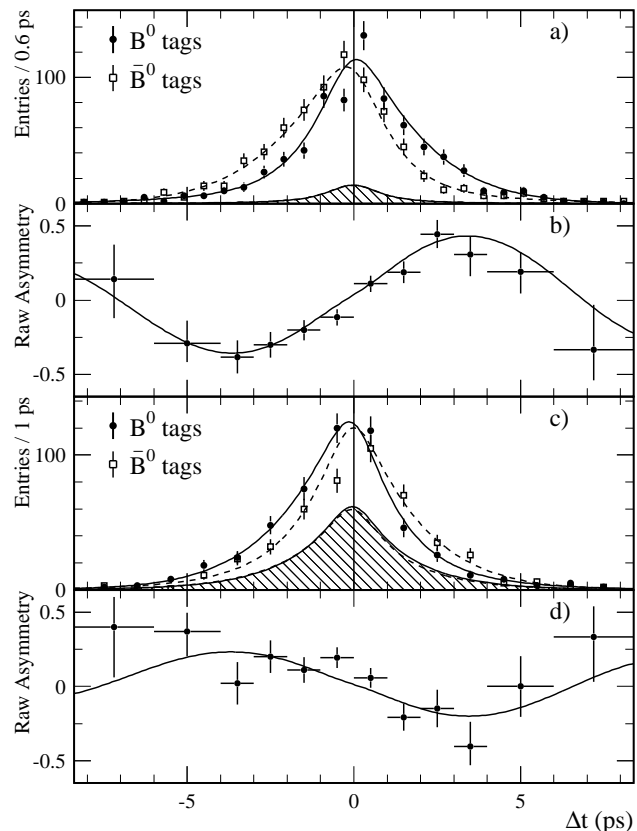 a)
B⁰ tags
B̄⁰ tags
Entries / 0.6 ps
100
0
b)
Raw Asymmetry
0.5
0
-0.5
c)
B⁰ tags
B̄⁰ tags
Entries / 1 ps
100
0
d)
Raw Asymmetry
0.5
0
-0.5
-5 0 5
Δt (ps)